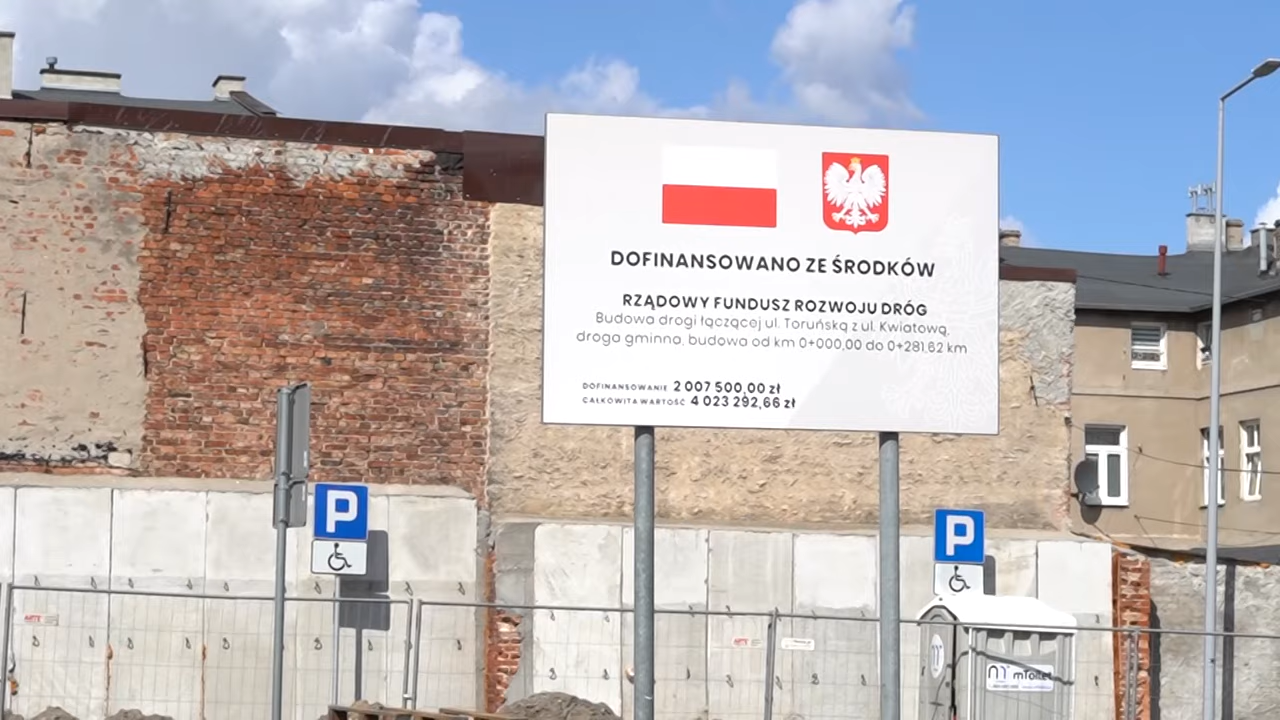 DOFINANSOWANO ZE ŚRODKÓW
RZĄDOWY FUNDUSZ ROZWOJU DRÓG
Budowa drogi łączącej ul. Toruńską z ul. Kwiatową,
droga gminna, budowa od km 0+000,00 do 0+281,62 km
DOFINANSOWANIE 2 007 500,00 zł
CAŁKOWITA WARTOŚĆ 4 023 292,66 zł
P
P
mToilet